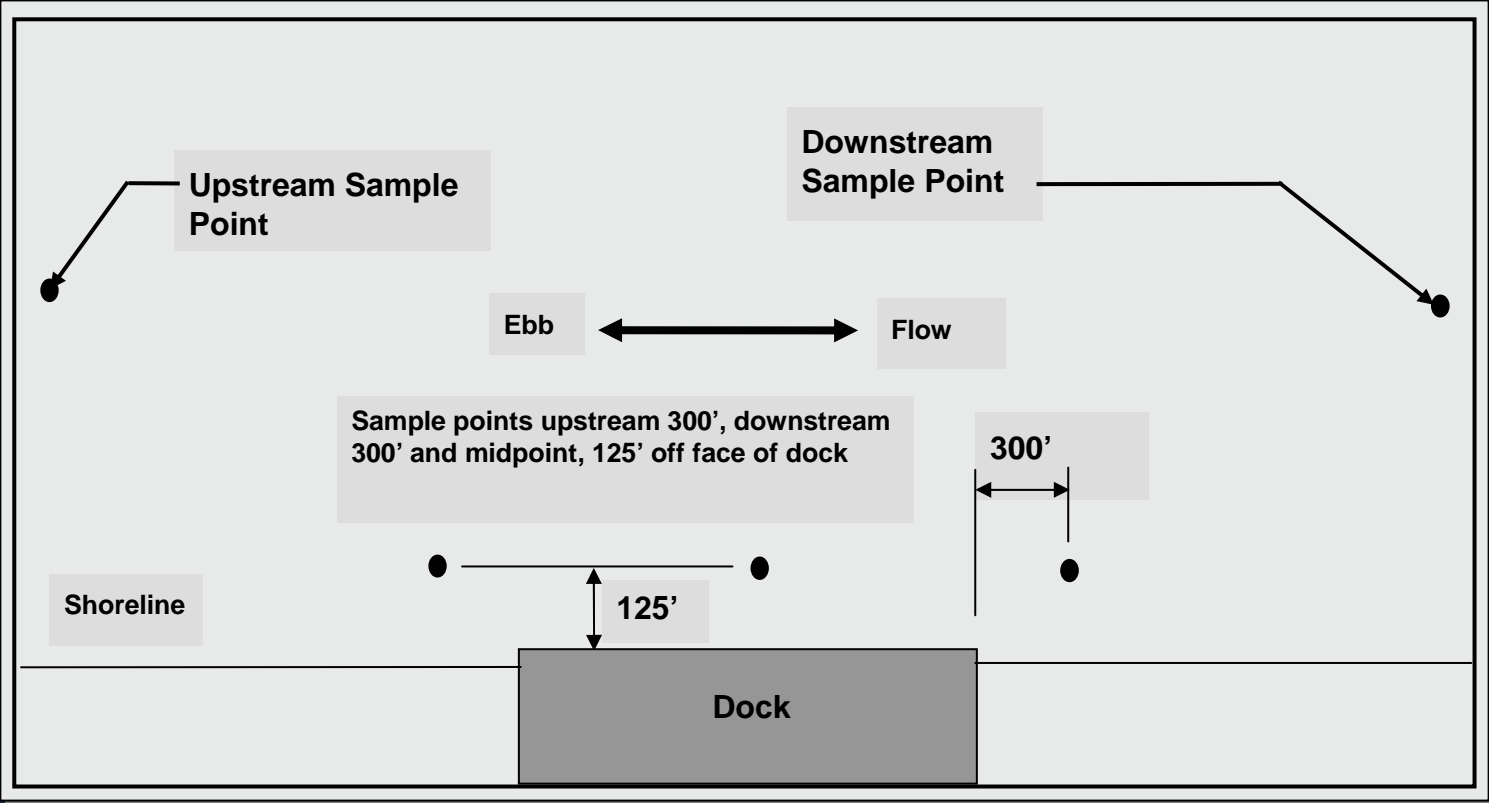 Downstream
Sample Point
Upstream Sample
Point
Ebb
Flow
Sample points upstream 300’, downstream
300’ and midpoint, 125’ off face of dock
300’
Shoreline
125’
Dock